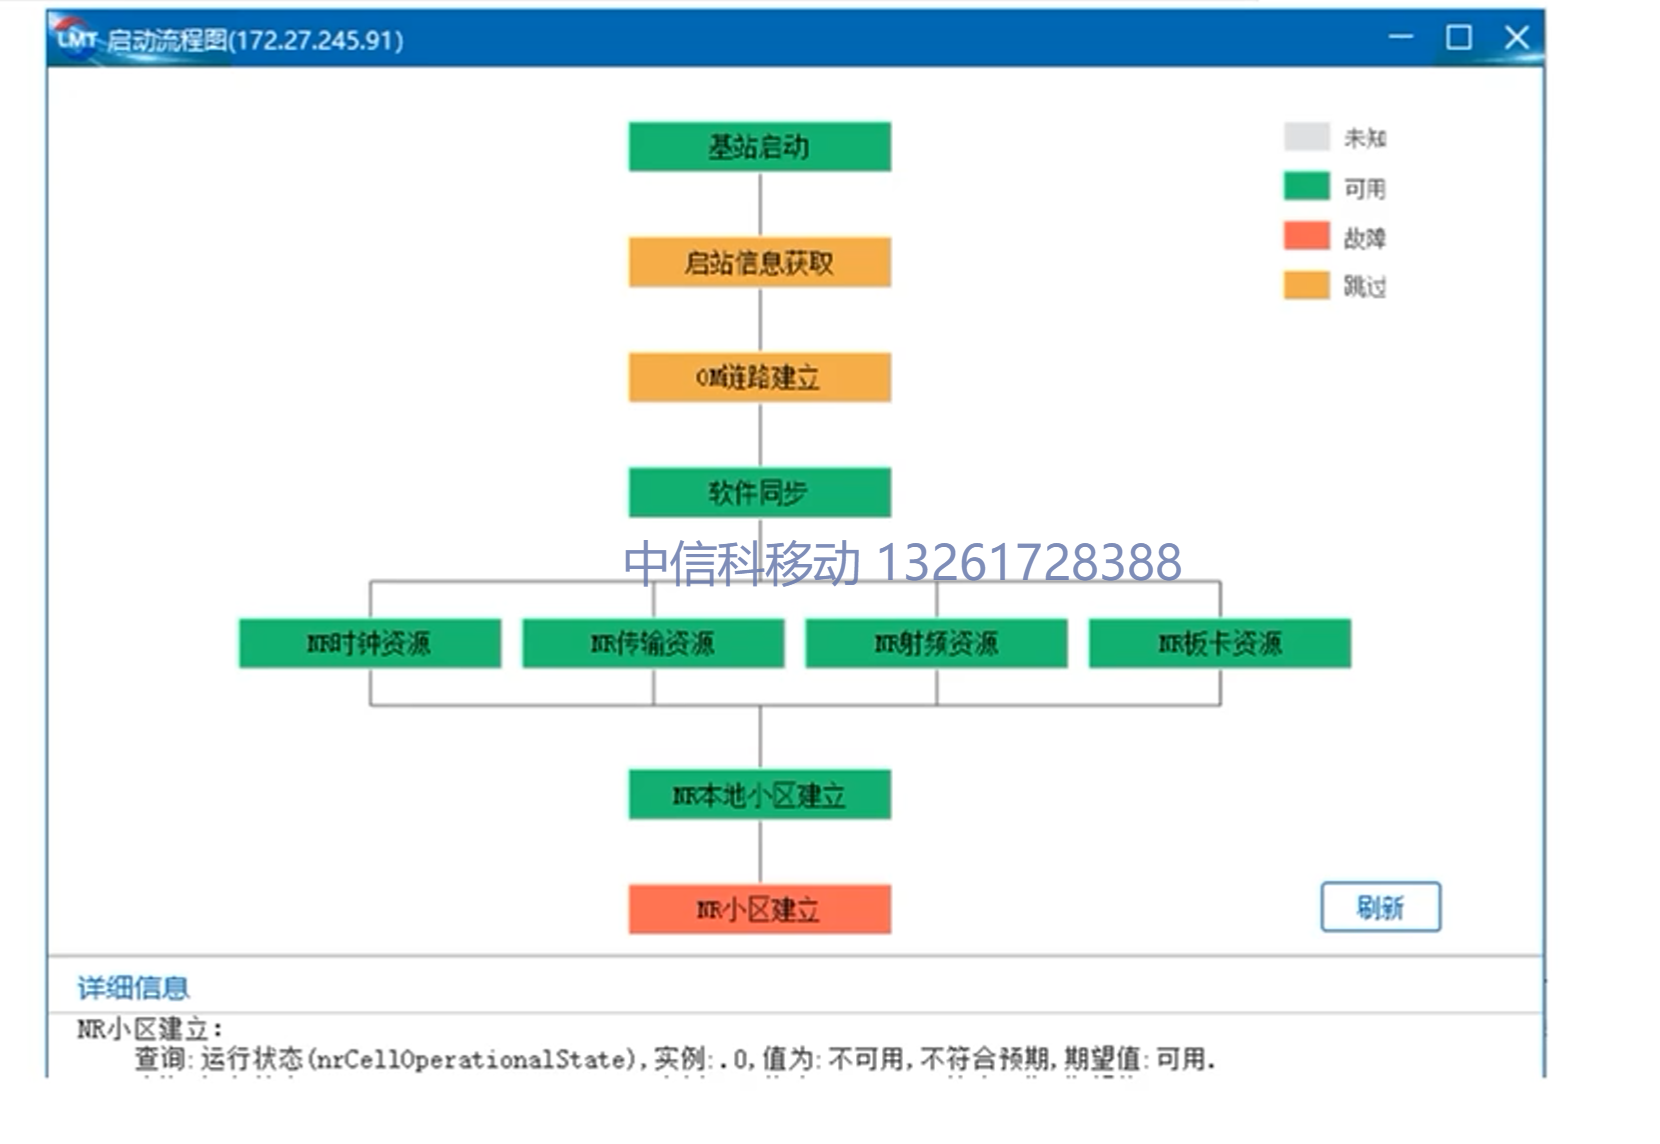 LMT 启动流程图(172.27.245.91)
基站启动
未知
可用
故障
跳过
启站信息获取
OM链路建立
软件同步
中信科移动 13261728388
NR时钟资源 NR传输资源 NR射频资源 NR板卡资源
NR本地小区建立
NR小区建立
刷新
详细信息
NR小区建立:
查询:运行状态(nrCellOperationalState),实例:.0,值为:不可用,不符合预期,期望值:可用.